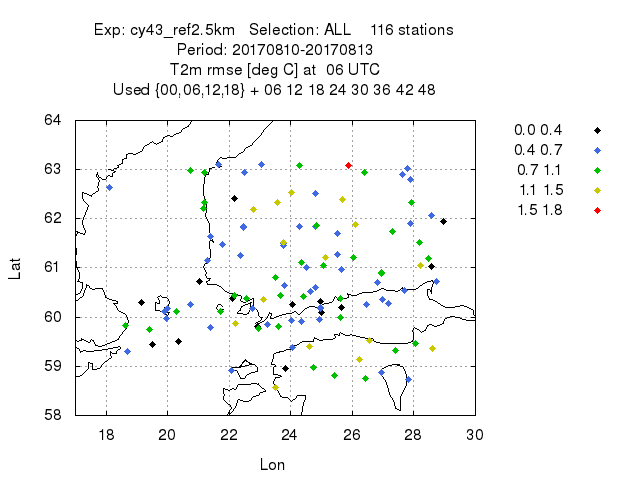 Exp: cy43_ref2.5km   Selection: ALL    116 stations
Period: 20170810-20170813
T2m rmse [deg C] at  06 UTC
Used {00,06,12,18} + 06 12 18 24 30 36 42 48
64
63
62
61
60
59
58
Lat
18 20 22 24 26 28 30
Lon
0.0 0.4
0.4 0.7
0.7 1.1
1.1 1.5
1.5 1.8